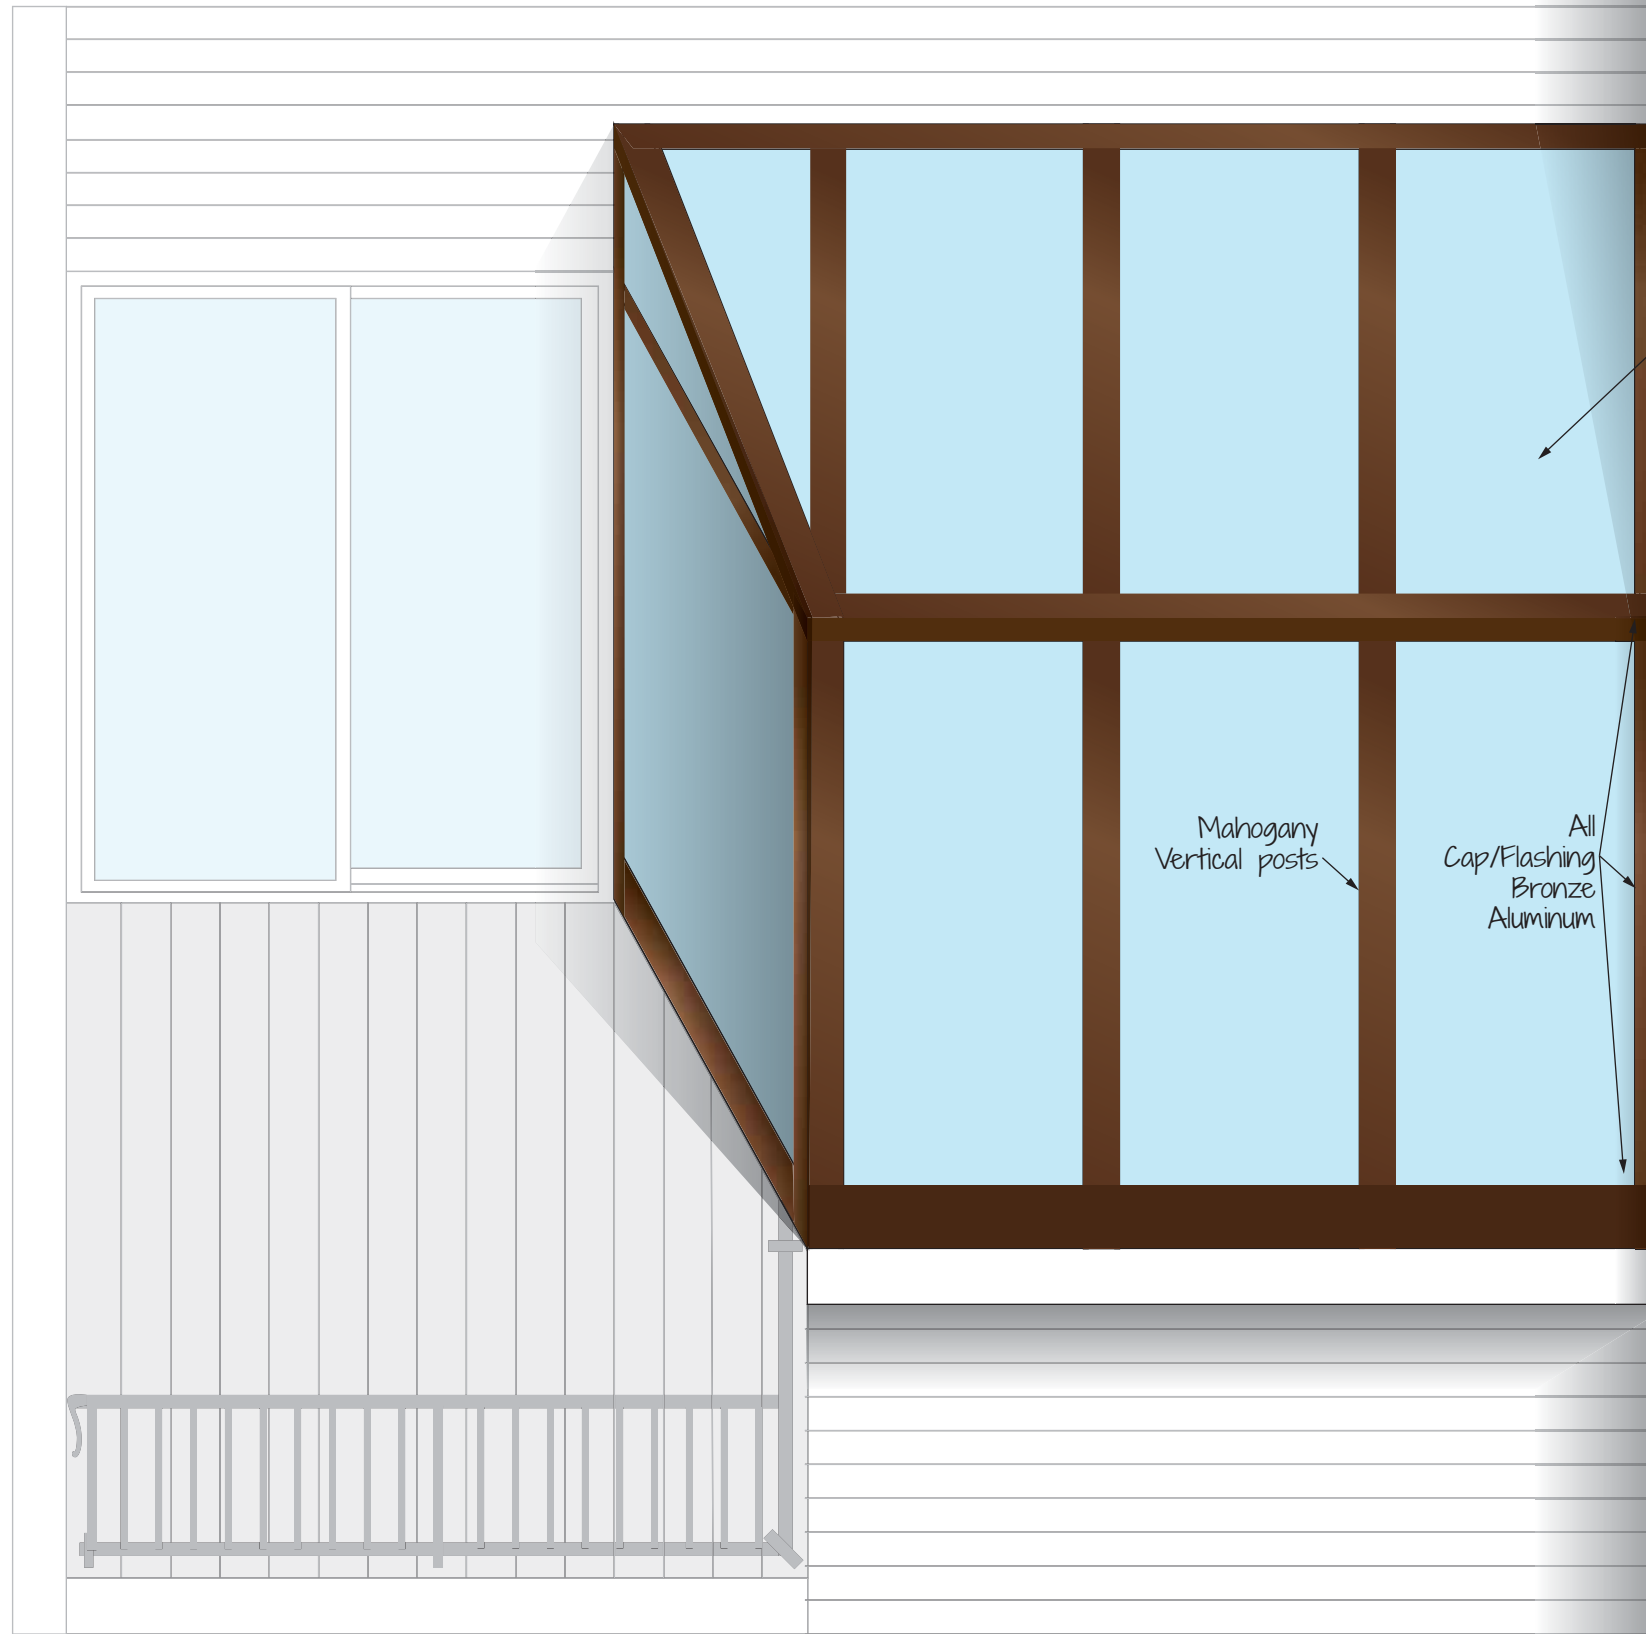 Mahogany
Vertical posts
All
Cap/Flashing
Bronze
Aluminum